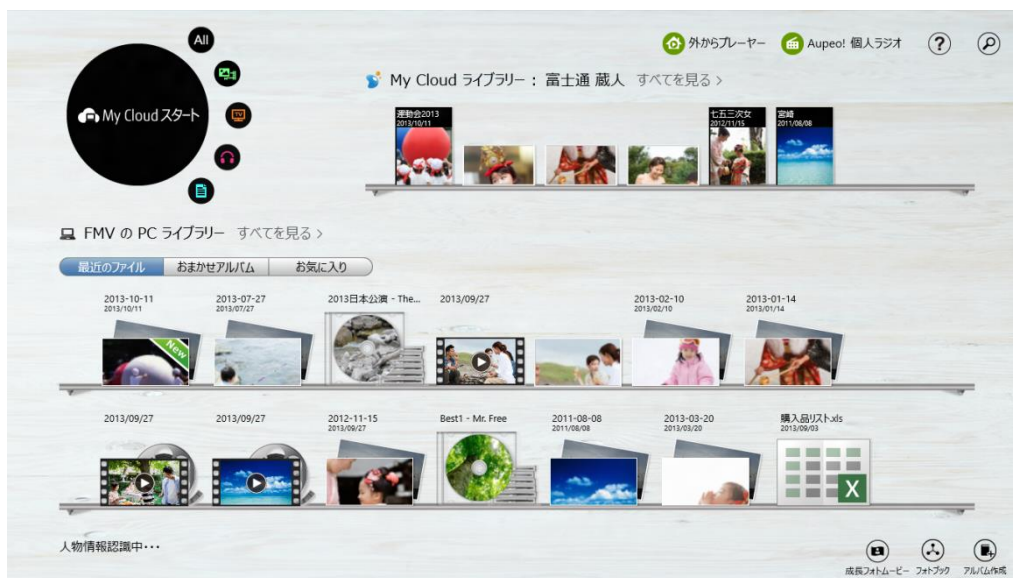 All
外からプレーヤー
Aupeo! 個人ラジオ
?
My Cloud ライブラリー : 富士通 蔵人 すべてを見る >
My Cloud スタート
TV
運動会2013
2013/10/11
七五三次女
2012/11/15
宮崎
2011/08/08
FMV の PC ライブラリー すべてを見る >
最近のファイル
おまかせアルバム
お気に入り
2013-10-11
2013/10/11
2013-07-27
2013/07/27
2013日本公演 - The...
2013/09/27
2013-02-10
2013/02/10
2013-01-14
2013/01/14
New
2013/09/27
2013/09/27
2012-11-15
2013/09/27
Best1 - Mr. Free
2011-08-08
2011/08/08
2013-03-20
2013/03/20
購入品リスト.xls
2013/09/03
X
人物情報認識中・・・
成長フォトムービー
フォトブック
アルバム作成